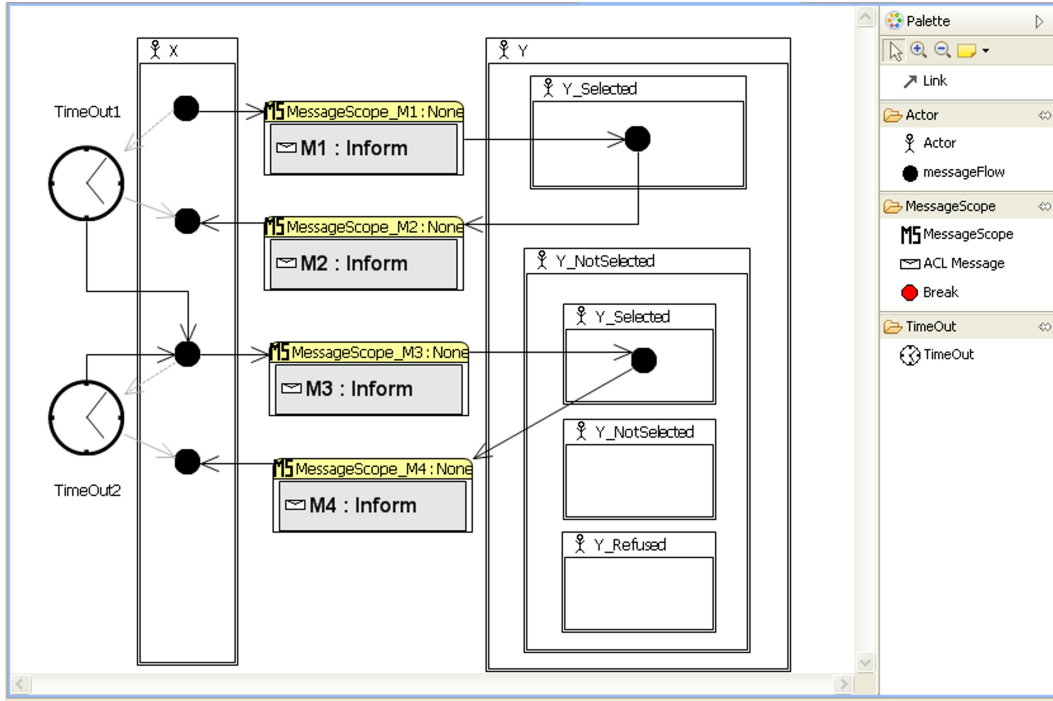 X
TimeOut1
MessageScope_M1:None
M1 : Inform
MessageScope_M2:None
M2 : Inform
MessageScope_M3:None
M3 : Inform
MessageScope_M4:None
M4 : Inform
TimeOut2
Y
Y_Selected
Y_NotSelected
Y_Selected
Y_NotSelected
Y_Refused
Palette
Link
Actor
Actor
messageFlow
MessageScope
MS MessageScope
ACL Message
Break
TimeOut
TimeOut